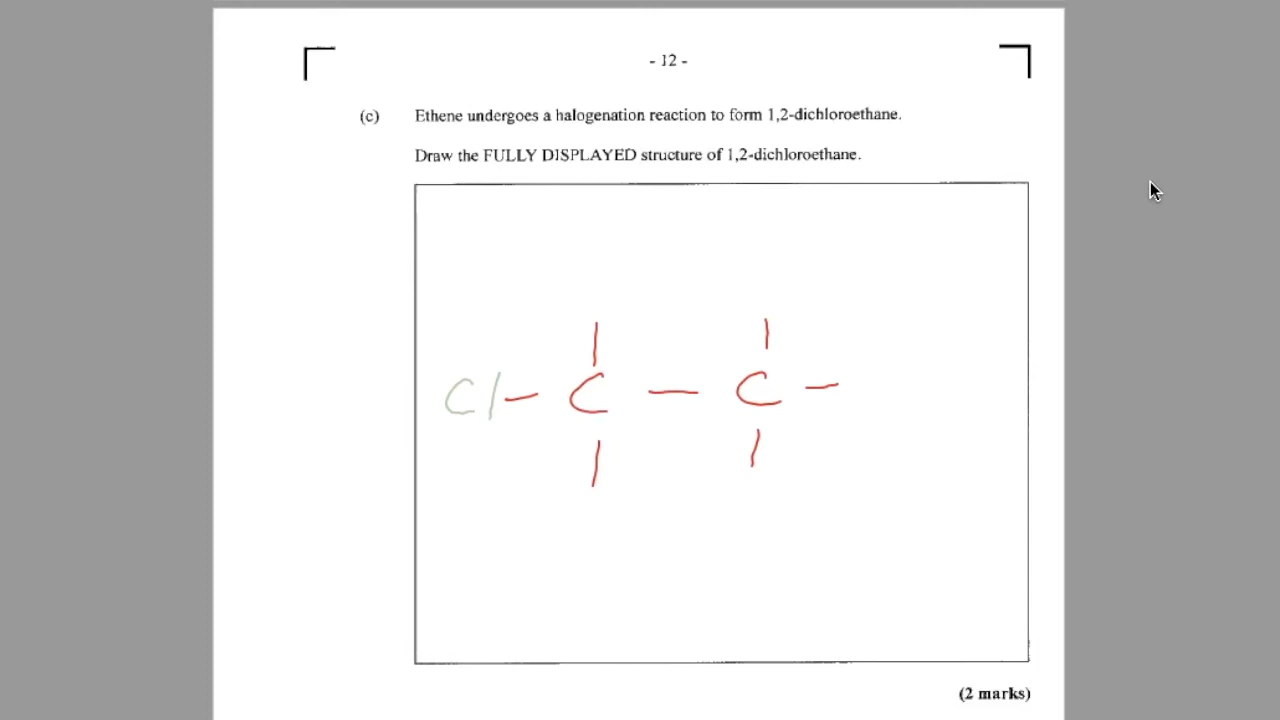 - 12 -
(c) Ethene undergoes a halogenation reaction to form 1,2-dichloroethane.
Draw the FULLY DISPLAYED structure of 1,2-dichloroethane.
Cl - C - C -
(2 marks)